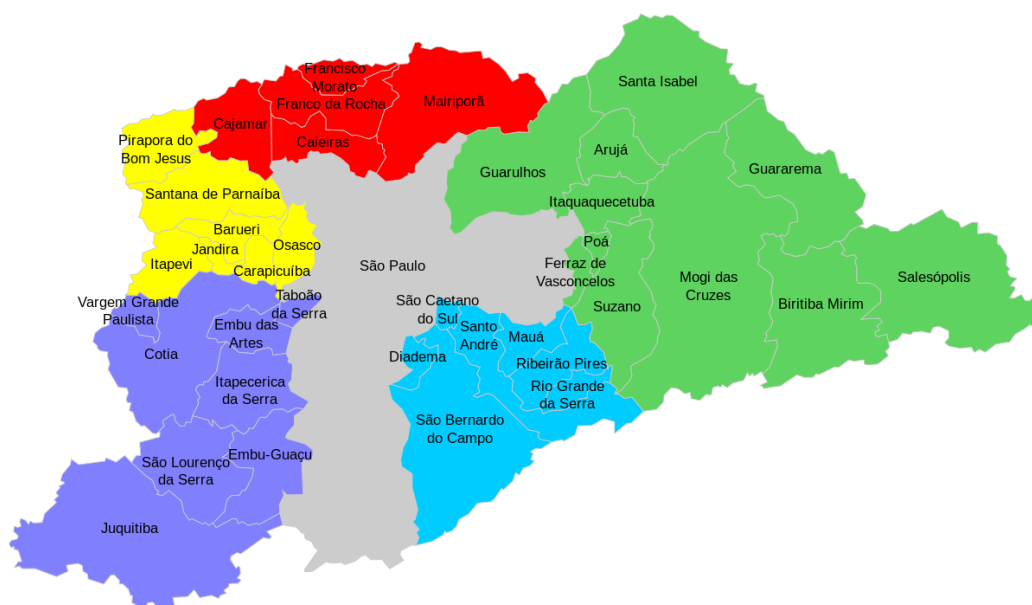 Francisco
Morato
Franco da Rocha
Mairiporã
Santa Isabel
Cajamar
Caleiras
Pirapora do
Bom Jesus
Arujá
Guarulhos
Guararema
Santana de Parnaíba
Itaquaquecetuba
Barueri
Jandira
Osasco
Itapevi
Carapicuíba
São Paulo
Poá
Ferraz de
Vasconcelos
Suzano
Mogi das
Cruzes
Biritiba Mirim
Salesópolis
Vargem Grande
Paulista
Taboão
da Serra
São Caetano
do Sul
Santo
André
Mauá
Cotia
Embu das
Artes
Diadema
Ribeirão Pires
Itapecerica
da Serra
Rio Grande
da Serra
São Bernardo
do Campo
São Lourenço
da Serra
Embu-Guaçu
Juquitiba